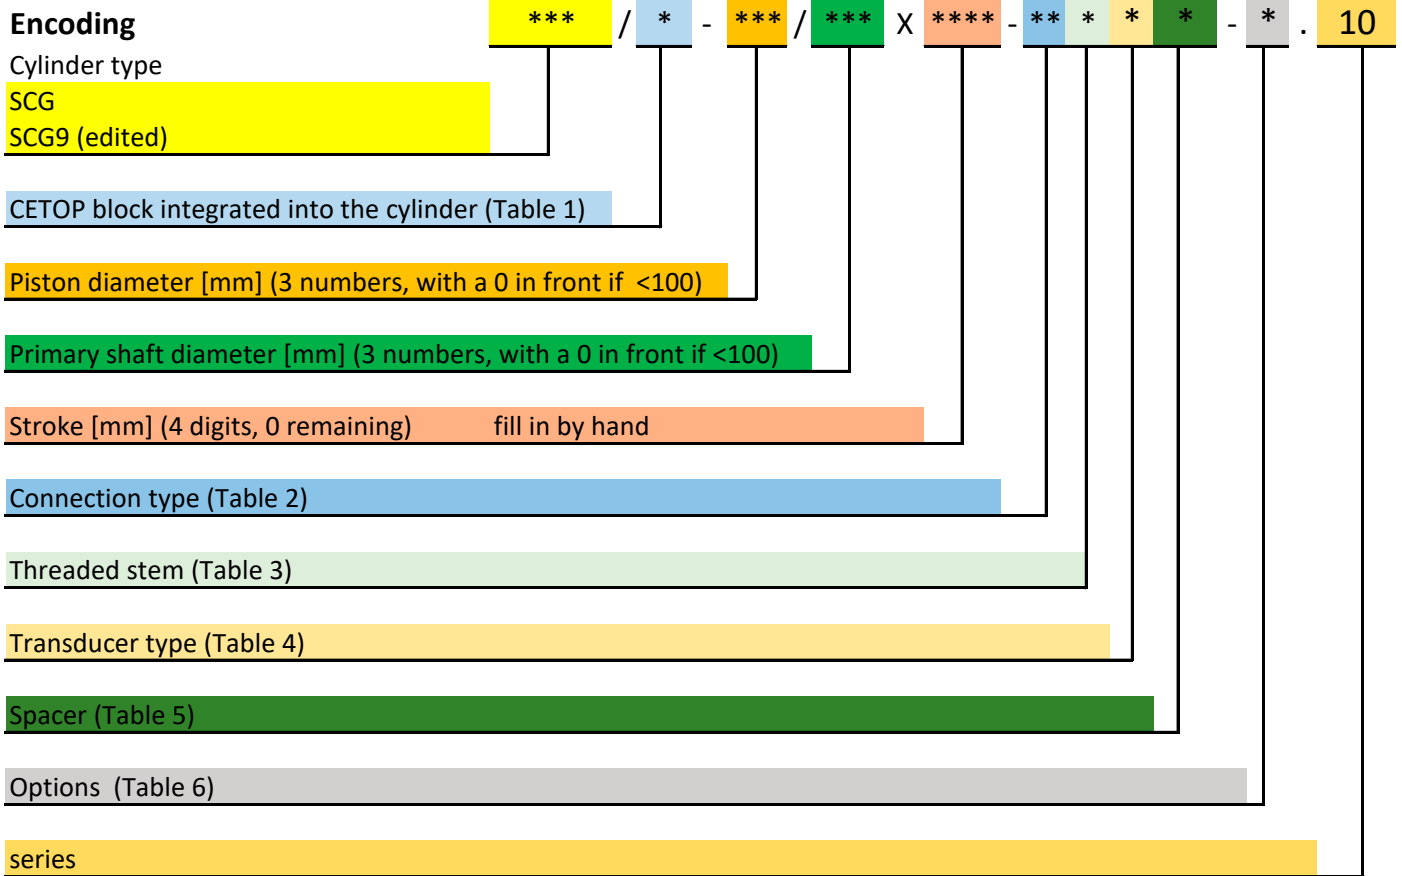 Encoding *** / * - *** / *** X **** - ** * * * - * . 10
Cylinder type
SCG
SCG9 (edited)
CETOP block integrated into the cylinder (Table 1)
Piston diameter [mm] (3 numbers, with a 0 in front if <100)
Primary shaft diameter [mm] (3 numbers, with a 0 in front if <100)
Stroke [mm] (4 digits, 0 remaining) fill in by hand
Connection type (Table 2)
Threaded stem (Table 3)
Transducer type (Table 4)
Spacer (Table 5)
Options (Table 6)
series